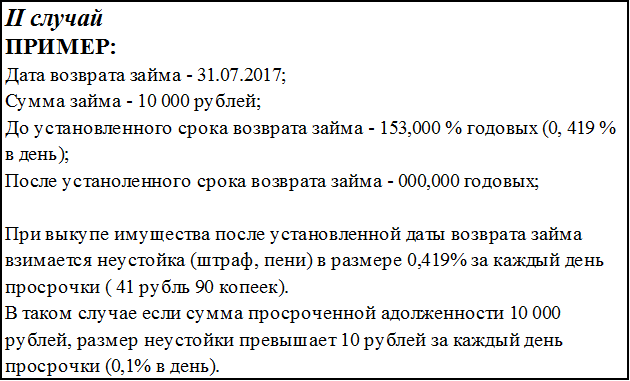 II случай
ПРИМЕР:
Дата возврата займа - 31.07.2017;
Сумма займа - 10 000 рублей;
До установленного срока возврата займа - 153,000 % годовых (0, 419 %
в день);
После устаноленного срока возврата займа - 000,000 годовых;
При выкупе имущества после установленной даты возврата займа
взимается неустойка (штраф, пени) в размере 0,419% за каждый день
просрочки ( 41 рубль 90 копеек).
В таком случае если сумма просроченной адолженности 10 000
рублей, размер неустойки превышает 10 рублей за каждый день
просрочки (0,1% в день).